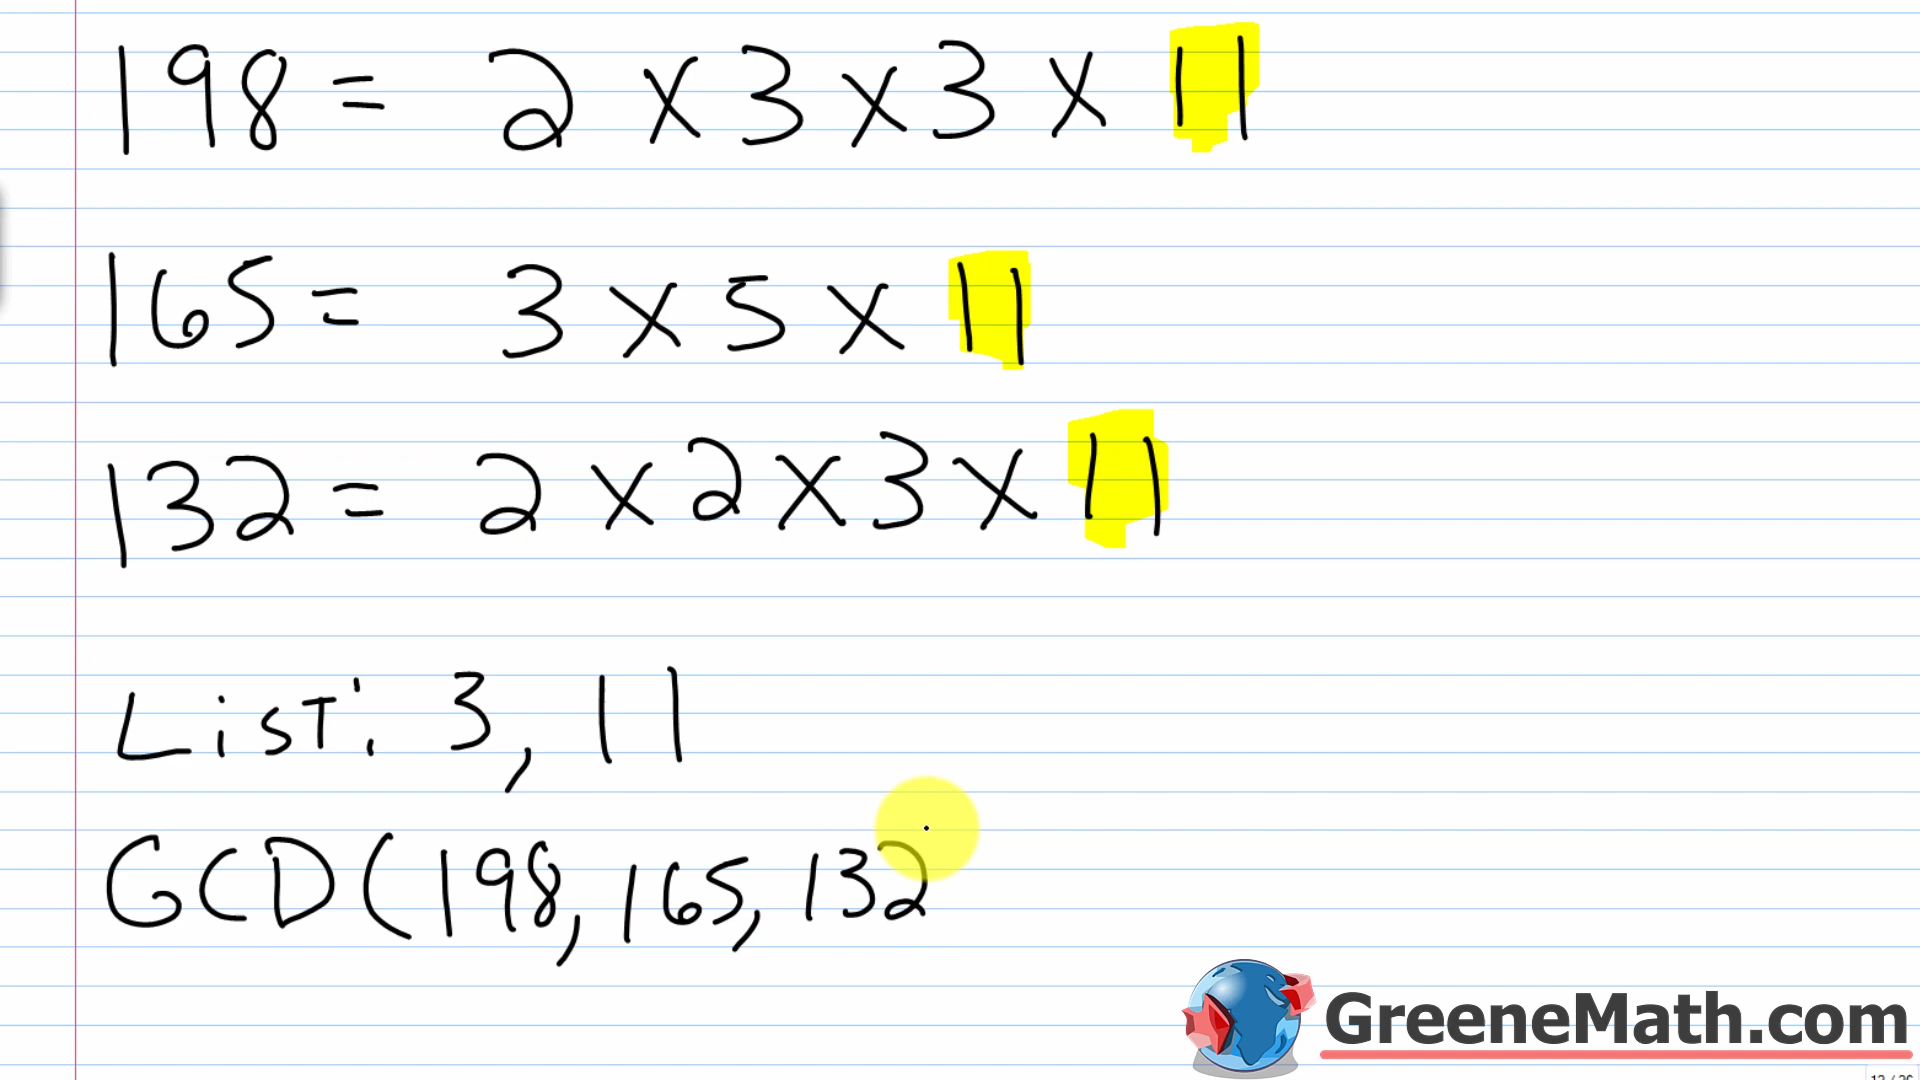 198 = 2 x 3 x 3 x 11
165 = 3 x 5 x 11
132 = 2 x 2 x 3 x 11
List: 3, 11
GCD(198, 165, 132
GreeneMath.com